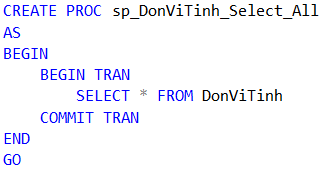 CREATE PROC sp_DonViTinh_Select_All
AS
BEGIN
    BEGIN TRAN
        SELECT * FROM DonViTinh
    COMMIT TRAN
END
GO